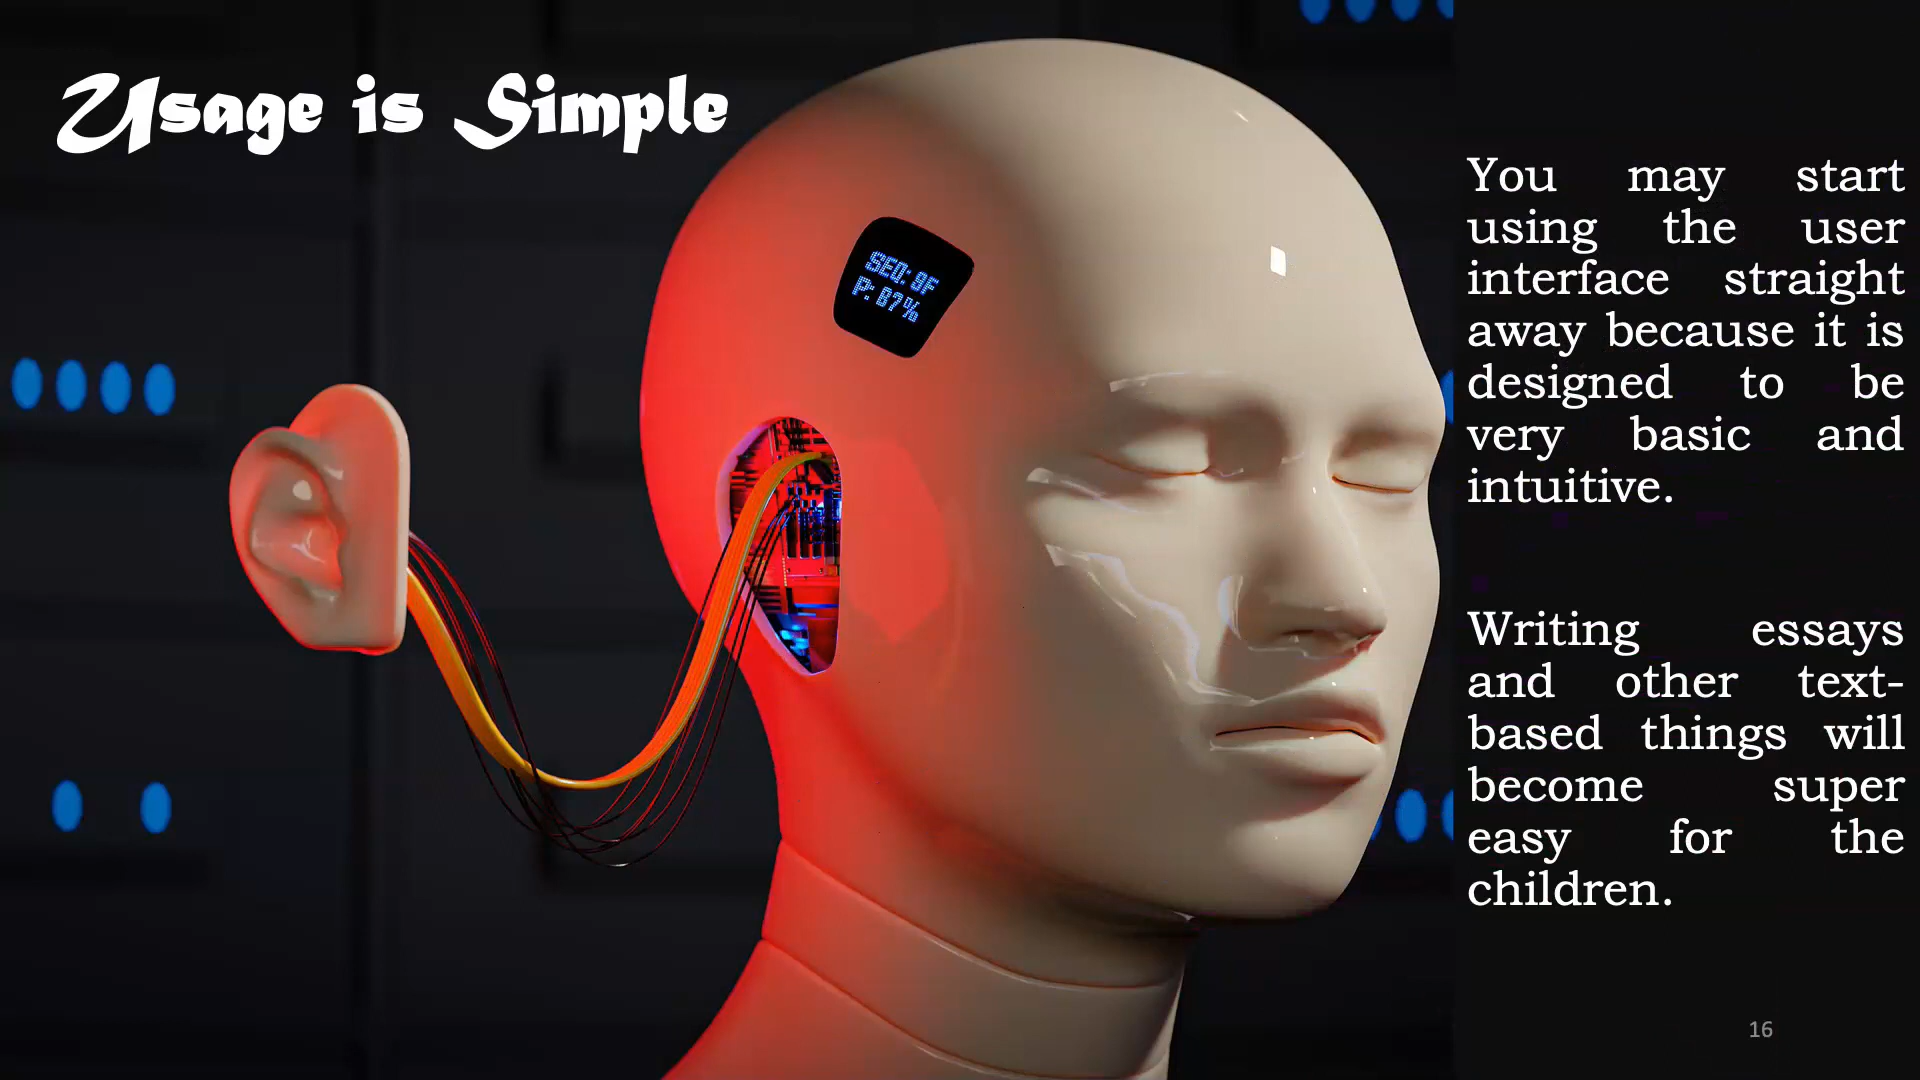 Usage is Simple
SEQ: 9F
P: 87%
You may start
using the user
interface straight
away because it is
designed to be
very basic and
intuitive.
Writing essays
and other text-
based things will
become super
easy for the
children.
16